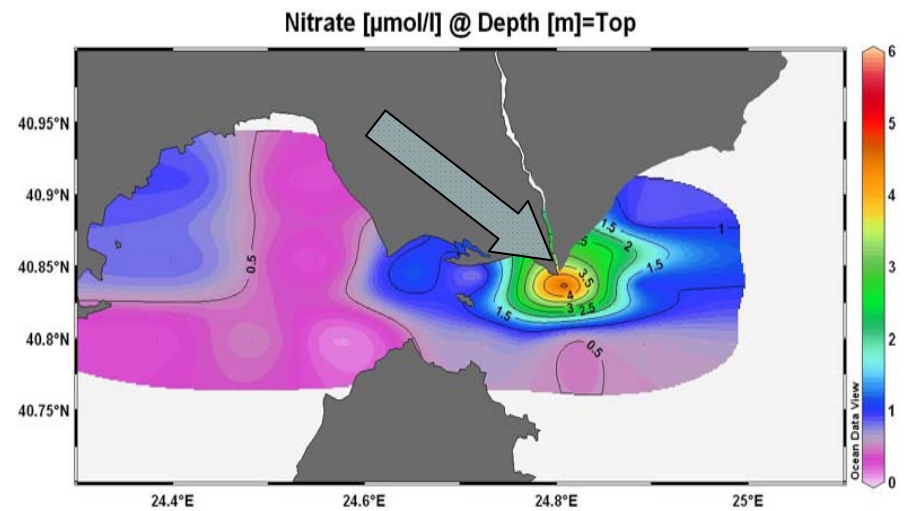 Nitrate [µmol/l] @ Depth [m]=Top
40.95°N
40.9°N
40.85°N
40.8°N
40.75°N
24.4°E
24.6°E
24.8°E
25°E
0.5
1.5
2
1.5
1
5
3.5
4
3
2.5
1.5
0.5
Ocean Data View
6
5
4
3
2
1
0